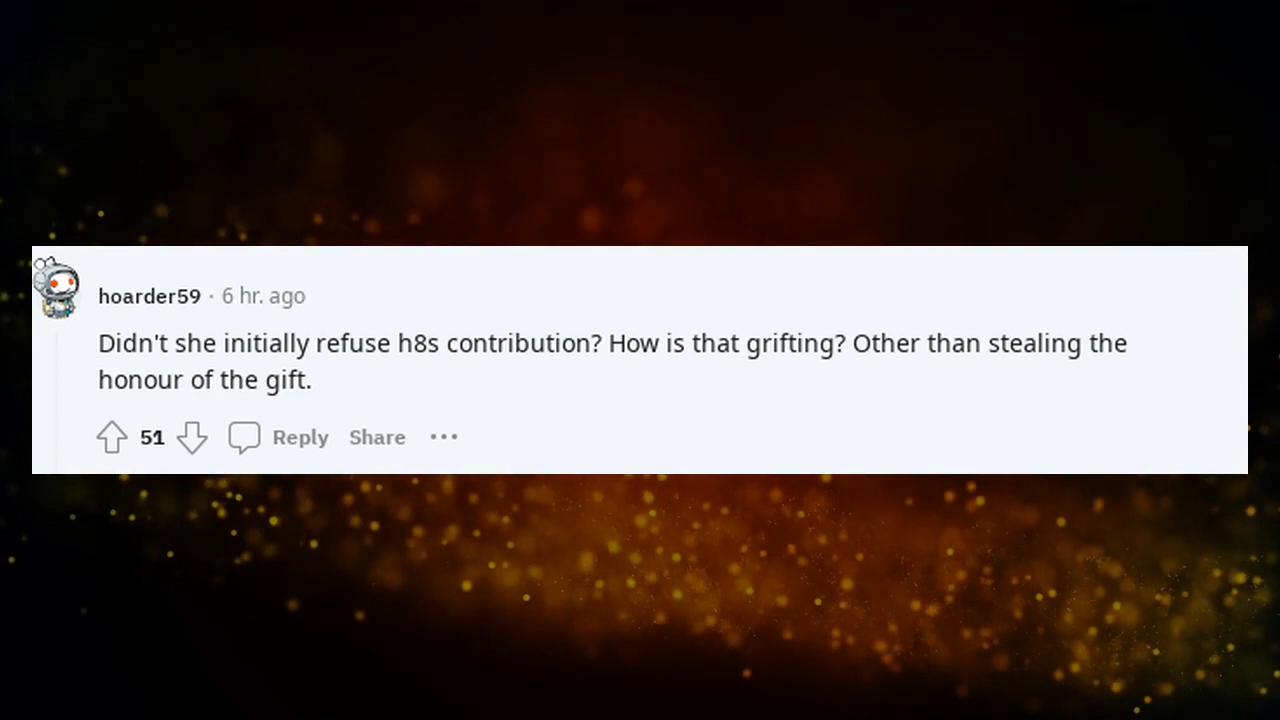 hoarder59 · 6 hr. ago
Didn't she initially refuse h8s contribution? How is that grifting? Other than stealing the
honour of the gift.
51 Reply Share •••